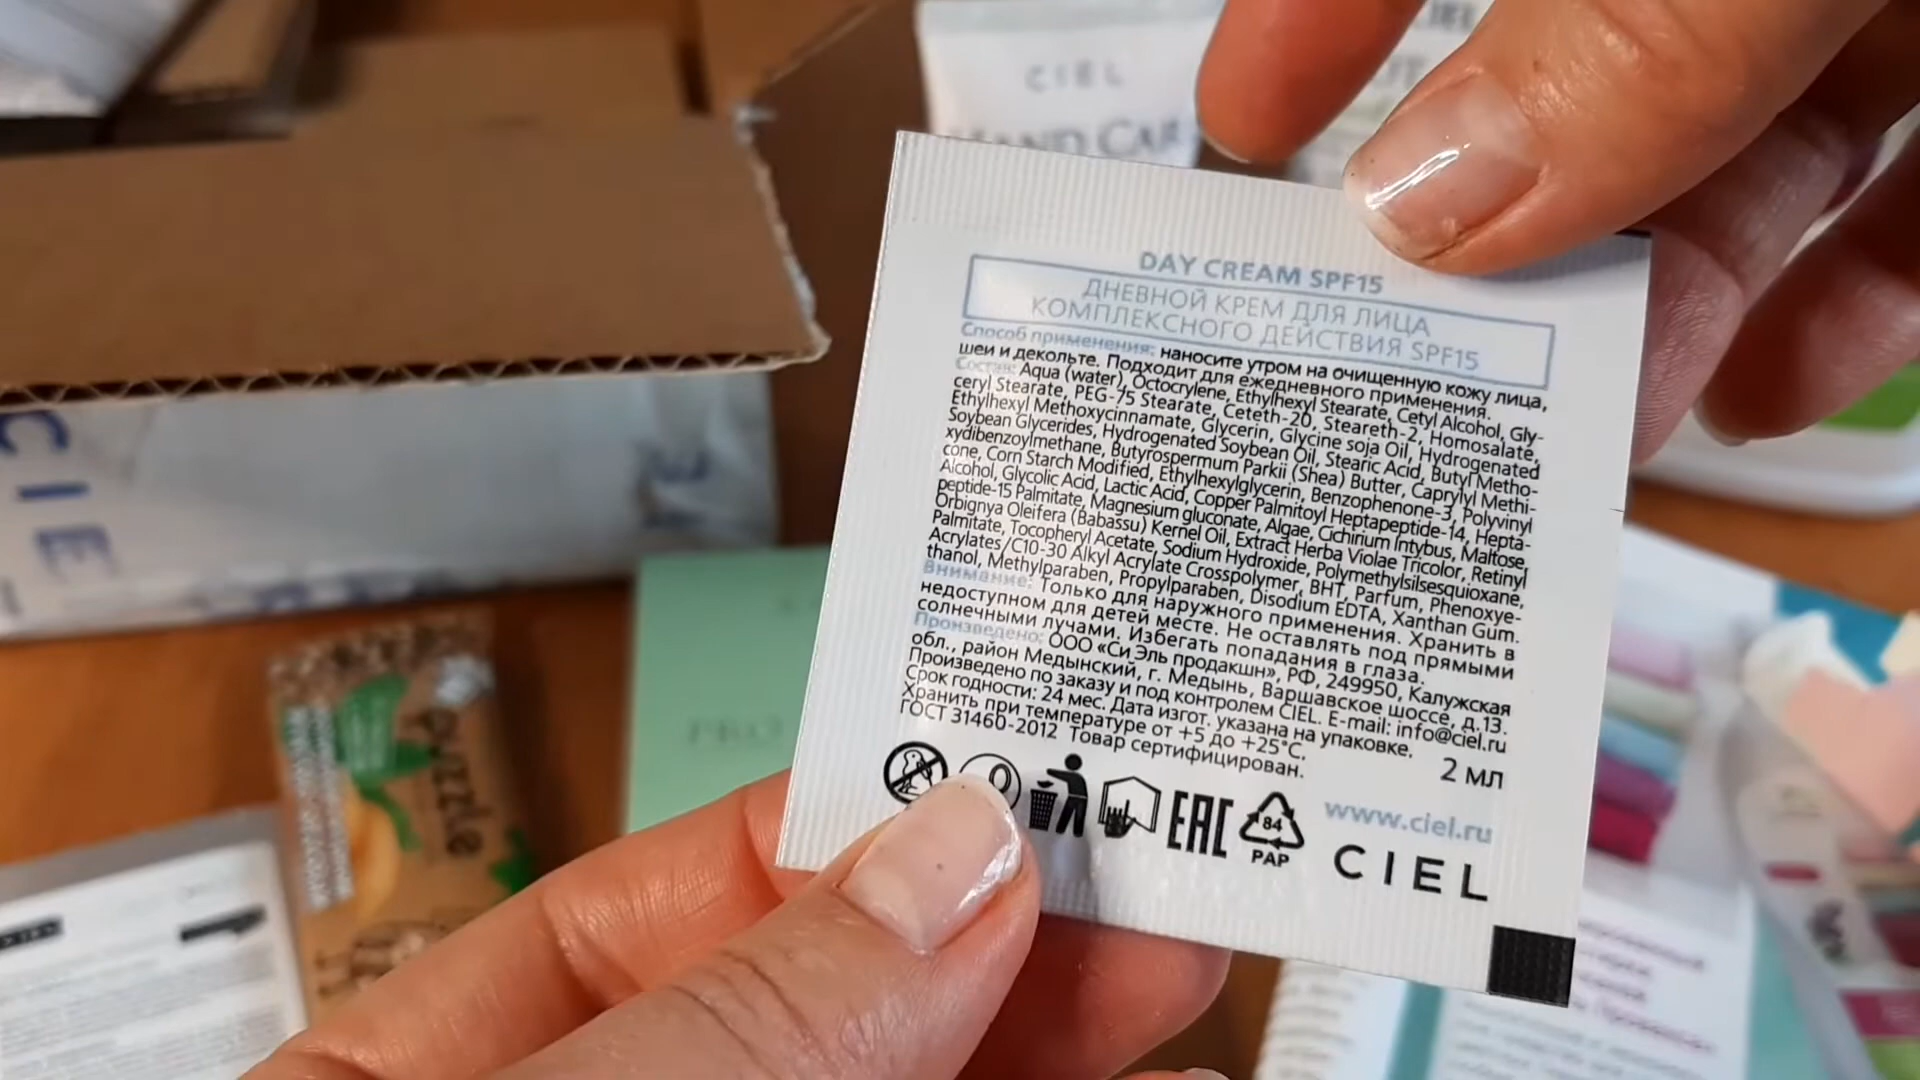 CIEL
HAND CAR
CIE
DAY CREAM SPF15
ДНЕВНОЙ КРЕМ ДЛЯ ЛИЦА
КОМПЛЕКСНОГО ДЕЙСТВИЯ SPF15
Способ применения: наносите утром на очищенную кожу лица,
шеи и декольте. Подходит для ежедневного применения.
Состав: Aqua (water), Octocrylene, Ethylhexyl Stearate, Cetyl Alcohol, Gly-
ceryl Stearate, PEG-75 Stearate, Ceteth-20, Steareth-2, Homosalate,
Ethylhexyl Methoxycinnamate, Glycerin, Glycine soja Oil, Hydrogenated
Soybean Glycerides, Hydrogenated Soybean Oil, Stearic Acid, Butyl Metho-
xydibenzoylmethane, Butyrospermum Parkii (Shea) Butter, Caprylyl Methi-
cone, Corn Starch Modified, Ethylhexylglycerin, Benzophenone-3, Polyvinyl
Alcohol, Glycolic Acid, Lactic Acid, Copper Palmitoyl Heptapeptide-14, Hepta-
peptide-15 Palmitate, Magnesium gluconate, Algae, Cichirium Intybus, Maltose,
Orbignya Oleifera (Babassu) Kernel Oil, Extract Herba Violae Tricolor, Retinyl
Palmitate, Tocopheryl Acetate, Sodium Hydroxide, Polymethylsilsesquioxane,
Acrylates/C10-30 Alkyl Acrylate Crosspolymer, BHT, Parfum, Phenoxye-
thanol, Methylparaben, Propylparaben, Disodium EDTA, Xanthan Gum.
Внимание: Только для наружного применения. Хранить в
недоступном для детей месте. Не оставлять под прямыми
солнечными лучами. Избегать попадания в глаза.
Произведено: ООО «Си Эль продакшн», РФ, 249950, Калужская
обл., район Медынский, г. Медынь, Варшавское шоссе, д.13.
Произведено по заказу и под контролем CIEL. E-mail: info@ciel.ru
Срок годности: 24 мес. Дата изгот. указана на упаковке.
Хранить при температуре от +5 до +25°C.
ГОСТ 31460-2012 Товар сертифицирован.
2 мл
EAC
84
PAP
www.ciel.ru
CIEL
puzzle
PRO